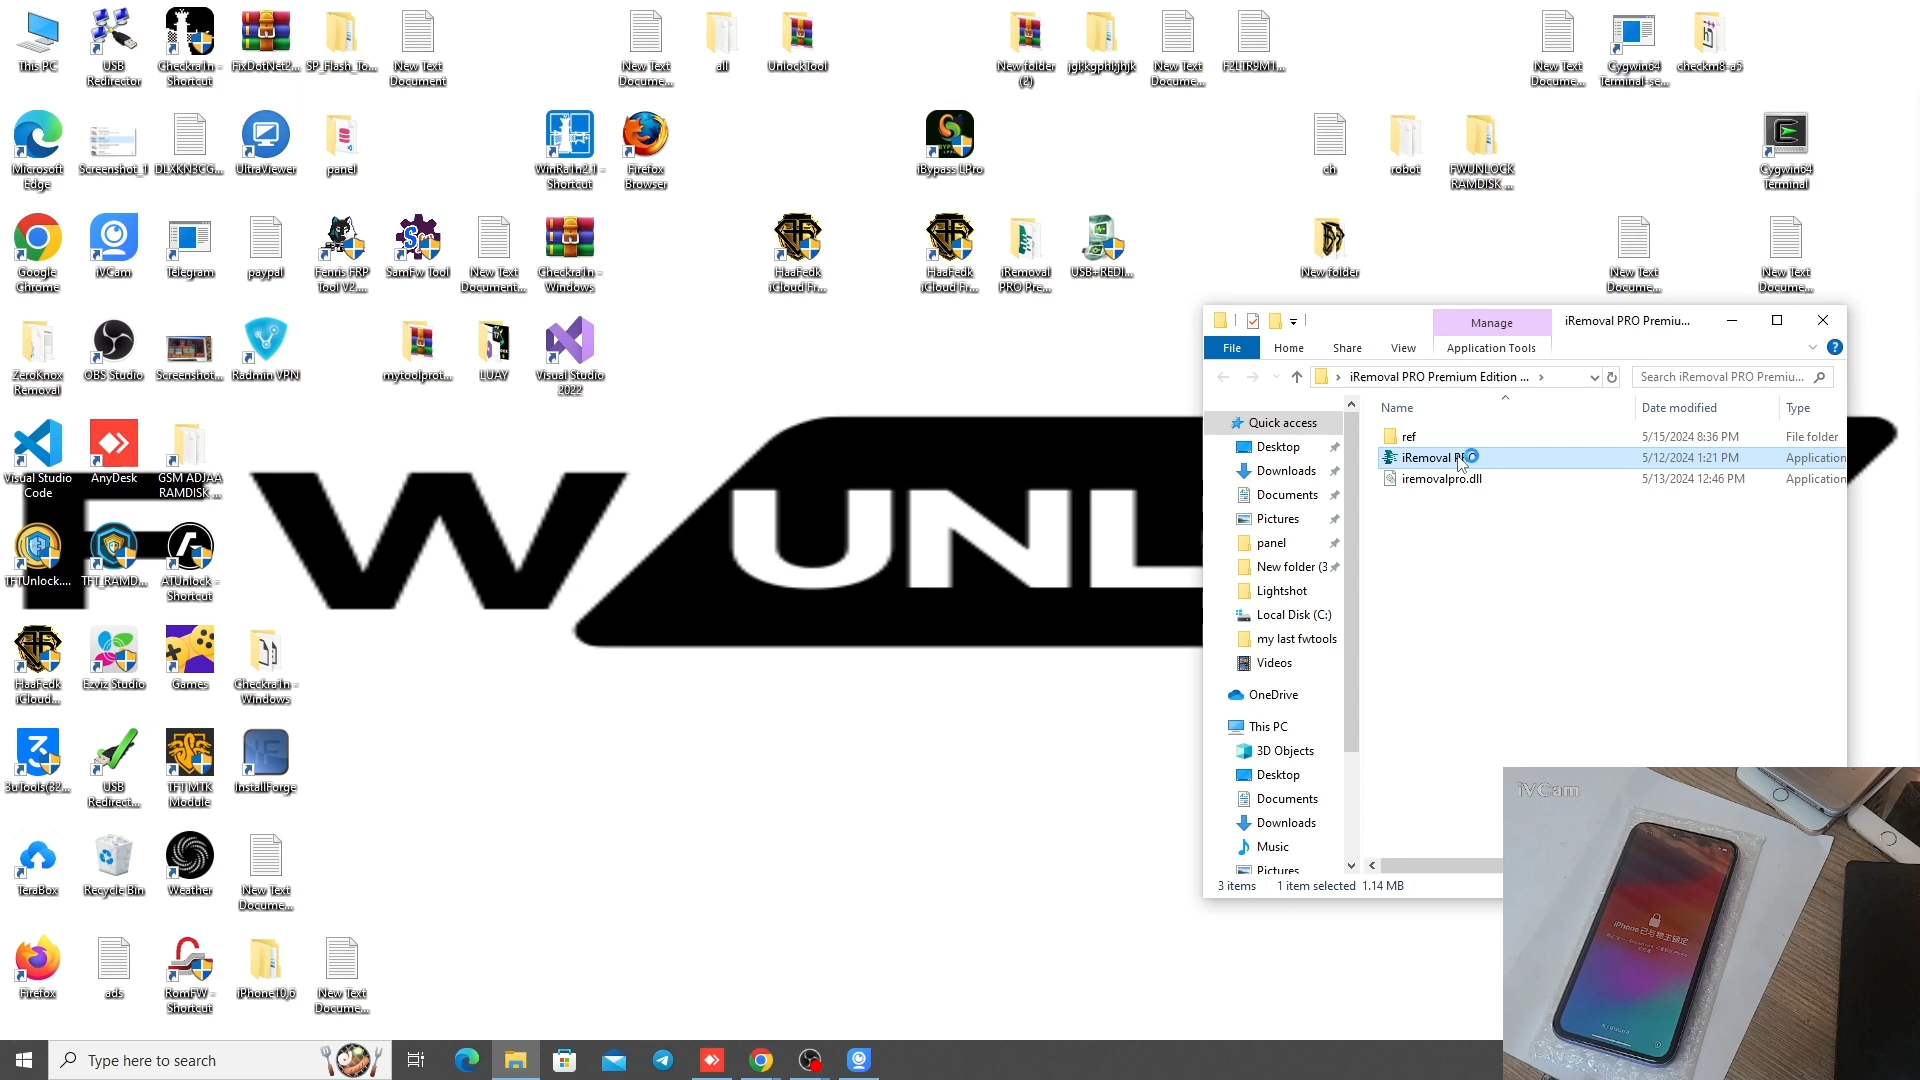 This PC
USB
Redirector
Checkra1n -
Shortcut
FixDotNet2...
SP_Flash_To...
New Text
Document
New Text
Docume...
all
UnlockTool
New folder
(2)
jgljkgphljhjk
New Text
Docume...
F2LTR9M1...
New Text
Docume...
Cygwin64
Terminal-se...
checkm8-a5
Microsoft
Edge
Screenshot_1
DLXKN3CG...
UltraViewer
panel
WinRa1n2.1 -
Shortcut
Firefox
Browser
iBypass LPro
ch
robot
FWUNLOCK
RAMDISK ...
Cygwin64
Terminal
Google
Chrome
iVCam
Telegram
paypal
Fenris FRP
Tool V2....
SamFw Tool
New Text
Document...
Checkra1n -
Windows
HaaFedk
iCloud Fr...
HaaFedk
iCloud Fr...
iRemoval
PRO Pre...
USB+REDI...
New folder
New Text
Docume...
New Text
Docume...
ZeroKnox
Removal
OBS Studio
Screenshot...
Radmin VPN
mytoolprot...
LUAY
Visual Studio
2022
Visual Studio
Code
AnyDesk
GSM ADJAA
RAMDISK ...
FW UNL
TFTUnlock....
TFT_RAMD...
ATUnlock -
Shortcut
HaaFedk
iCloud...
Ezviz Studio
Games
Checkra1n -
Windows
3uTools(32...
USB
Redirect...
TFT MTK
Module
InstallForge
TeraBox
Recycle Bin
Weather
New Text
Docume...
Firefox
ads
RomFW -
Shortcut
iPhone10,6
New Text
Docume...
Manage
iRemoval PRO Premiu...
File
Home
Share
View
Application Tools
iRemoval PRO Premium Edition ...
Search iRemoval PRO Premiu...
Name
Date modified
Type
Quick access
Desktop
Downloads
Documents
Pictures
panel
New folder (3
Lightshot
Local Disk (C:)
my last fwtools
Videos
OneDrive
This PC
3D Objects
Desktop
Documents
Downloads
Music
Pictures
ref
5/15/2024 8:36 PM
File folder
iRemoval
5/12/2024 1:21 PM
Application
iremovalpro.dll
5/13/2024 12:46 PM
Application
3 items
1 item selected 1.14 MB
iVCam
Type here to search